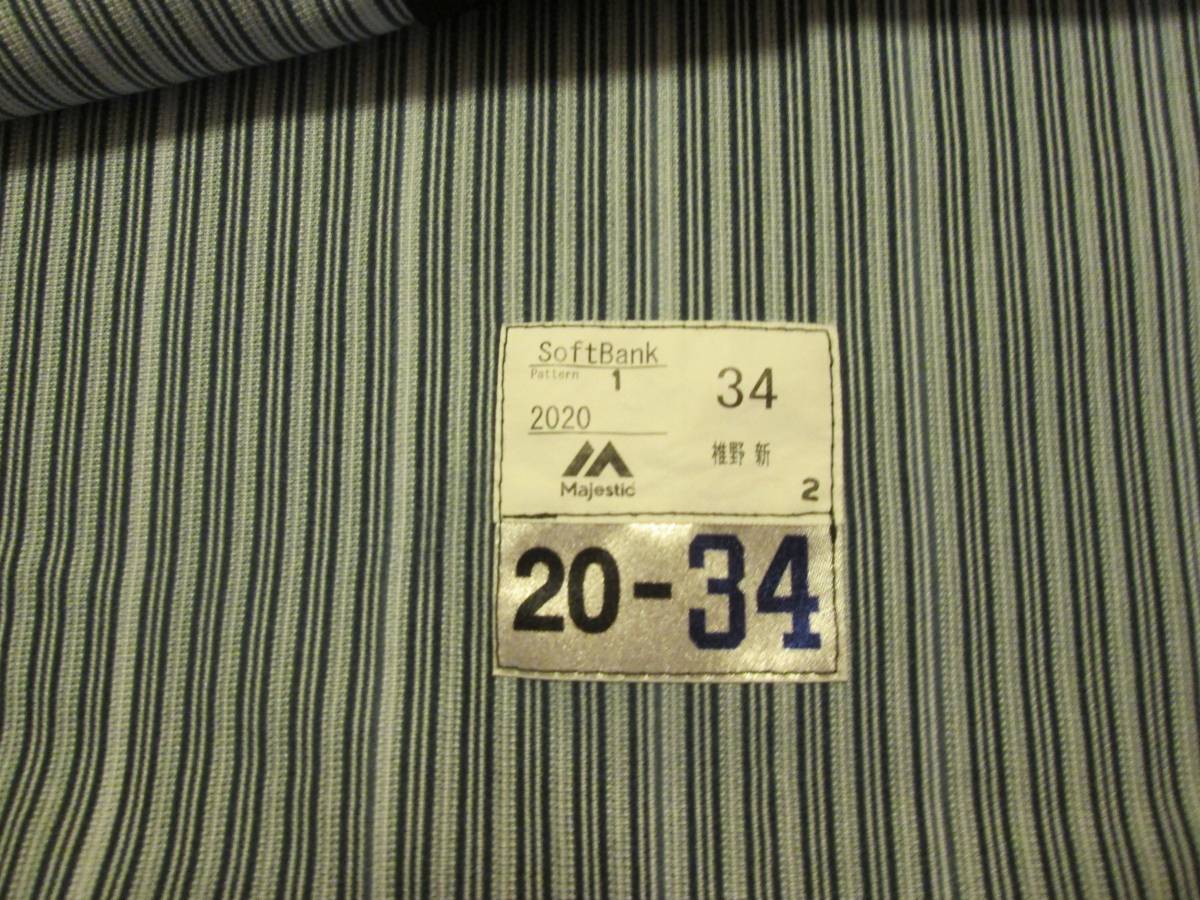 SoftBank
Pattern 1
34
2020
椎野 新
Majestic
2
20-34